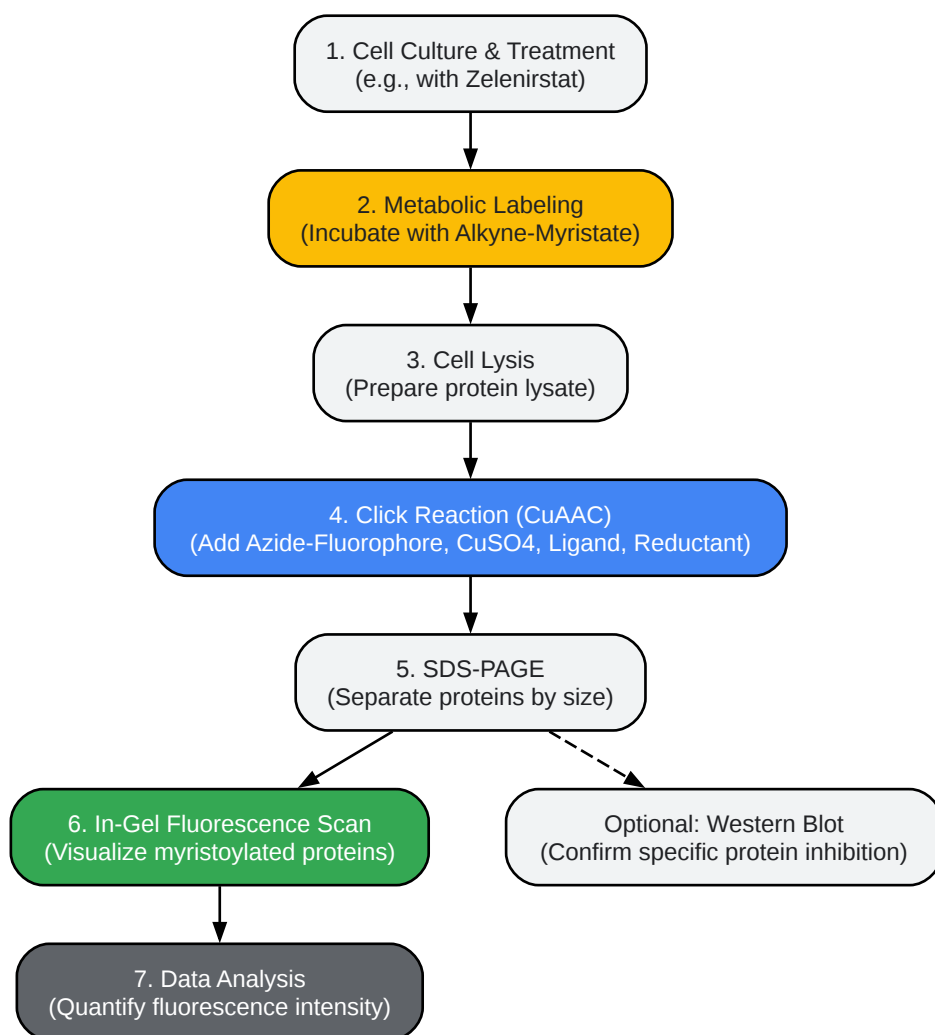 1. Cell Culture & Treatment
(e.g., with Zelenirstat)
2. Metabolic Labeling
(Incubate with Alkyne-Myristate)
3. Cell Lysis
(Prepare protein lysate)
4. Click Reaction (CuAAC)
(Add Azide-Fluorophore, CuSO4, Ligand, Reductant)
5. SDS-PAGE
(Separate proteins by size)
6. In-Gel Fluorescence Scan
(Visualize myristoylated proteins)
Optional: Western Blot
(Confirm specific protein inhibition)
7. Data Analysis
(Quantify fluorescence intensity)